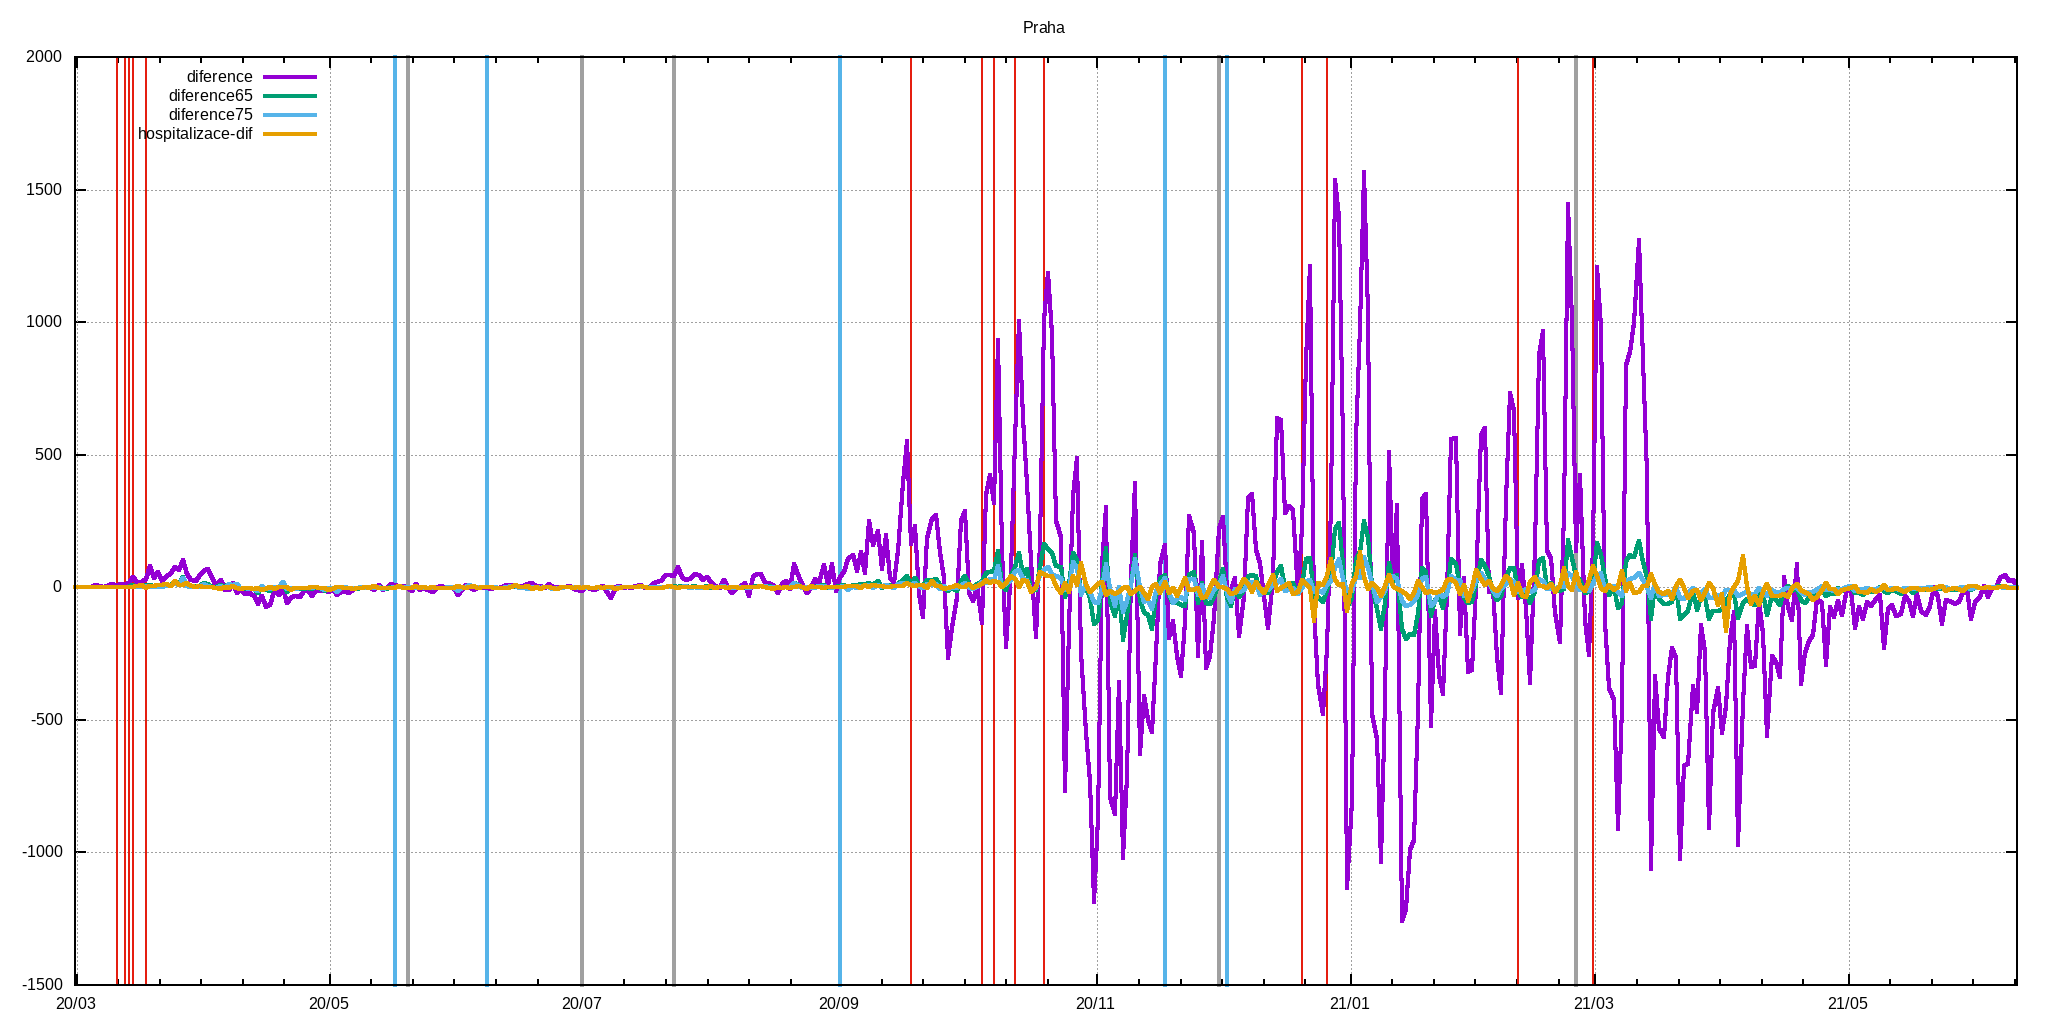 Praha
2000
1500
1000
500
0
-500
-1000
-1500
diference
diference65
diference75
hospitalizace-dif
20/03 20/05 20/07 20/09 20/11 21/01 21/03 21/05